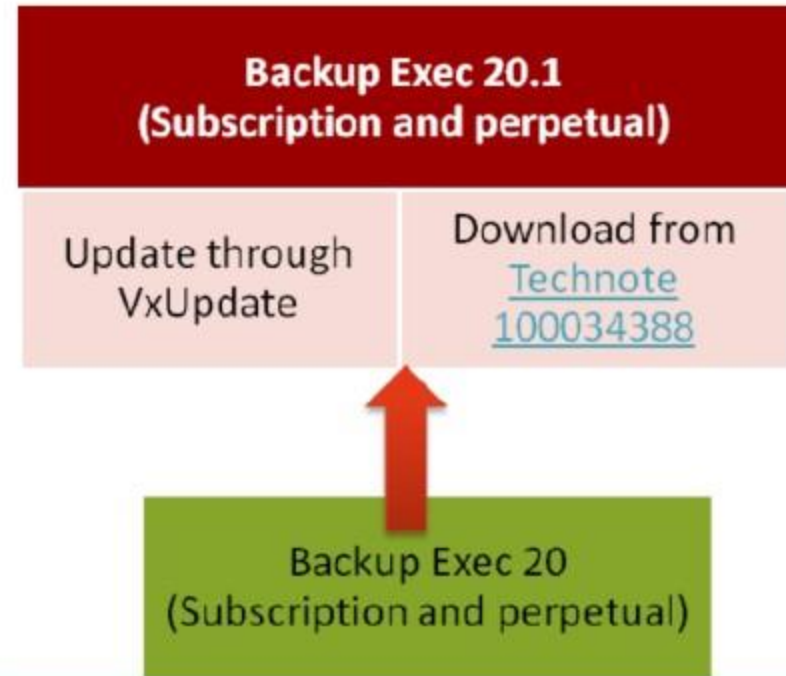 Backup Exec 20.1
(Subscription and perpetual)
Update through
VxUpdate
Download from
Technote
100034388
Backup Exec 20
(Subscription and perpetual)